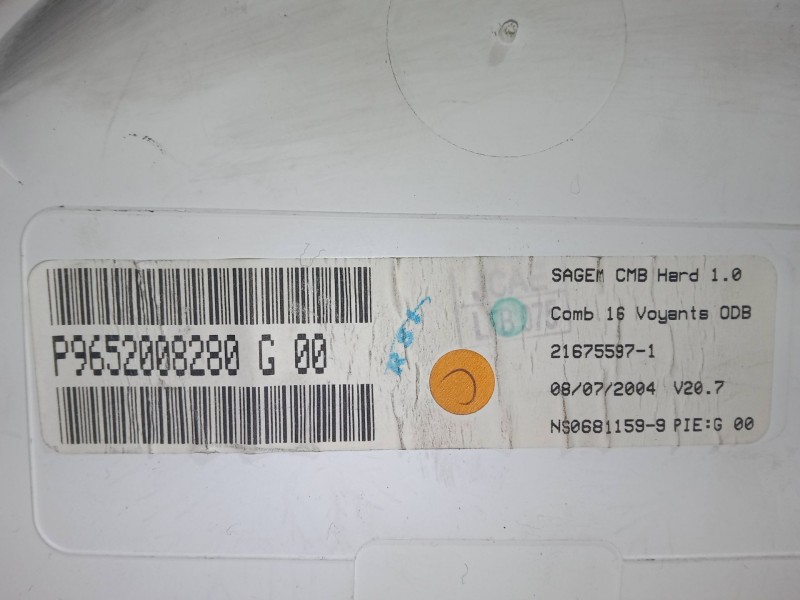 P9652008280 G 00
SAGEM CMB Hard 1.0
Comb 16 Voyants ODB
21675597-1
08/07/2004 V20.7
NS0681159-9 PIE:G 00